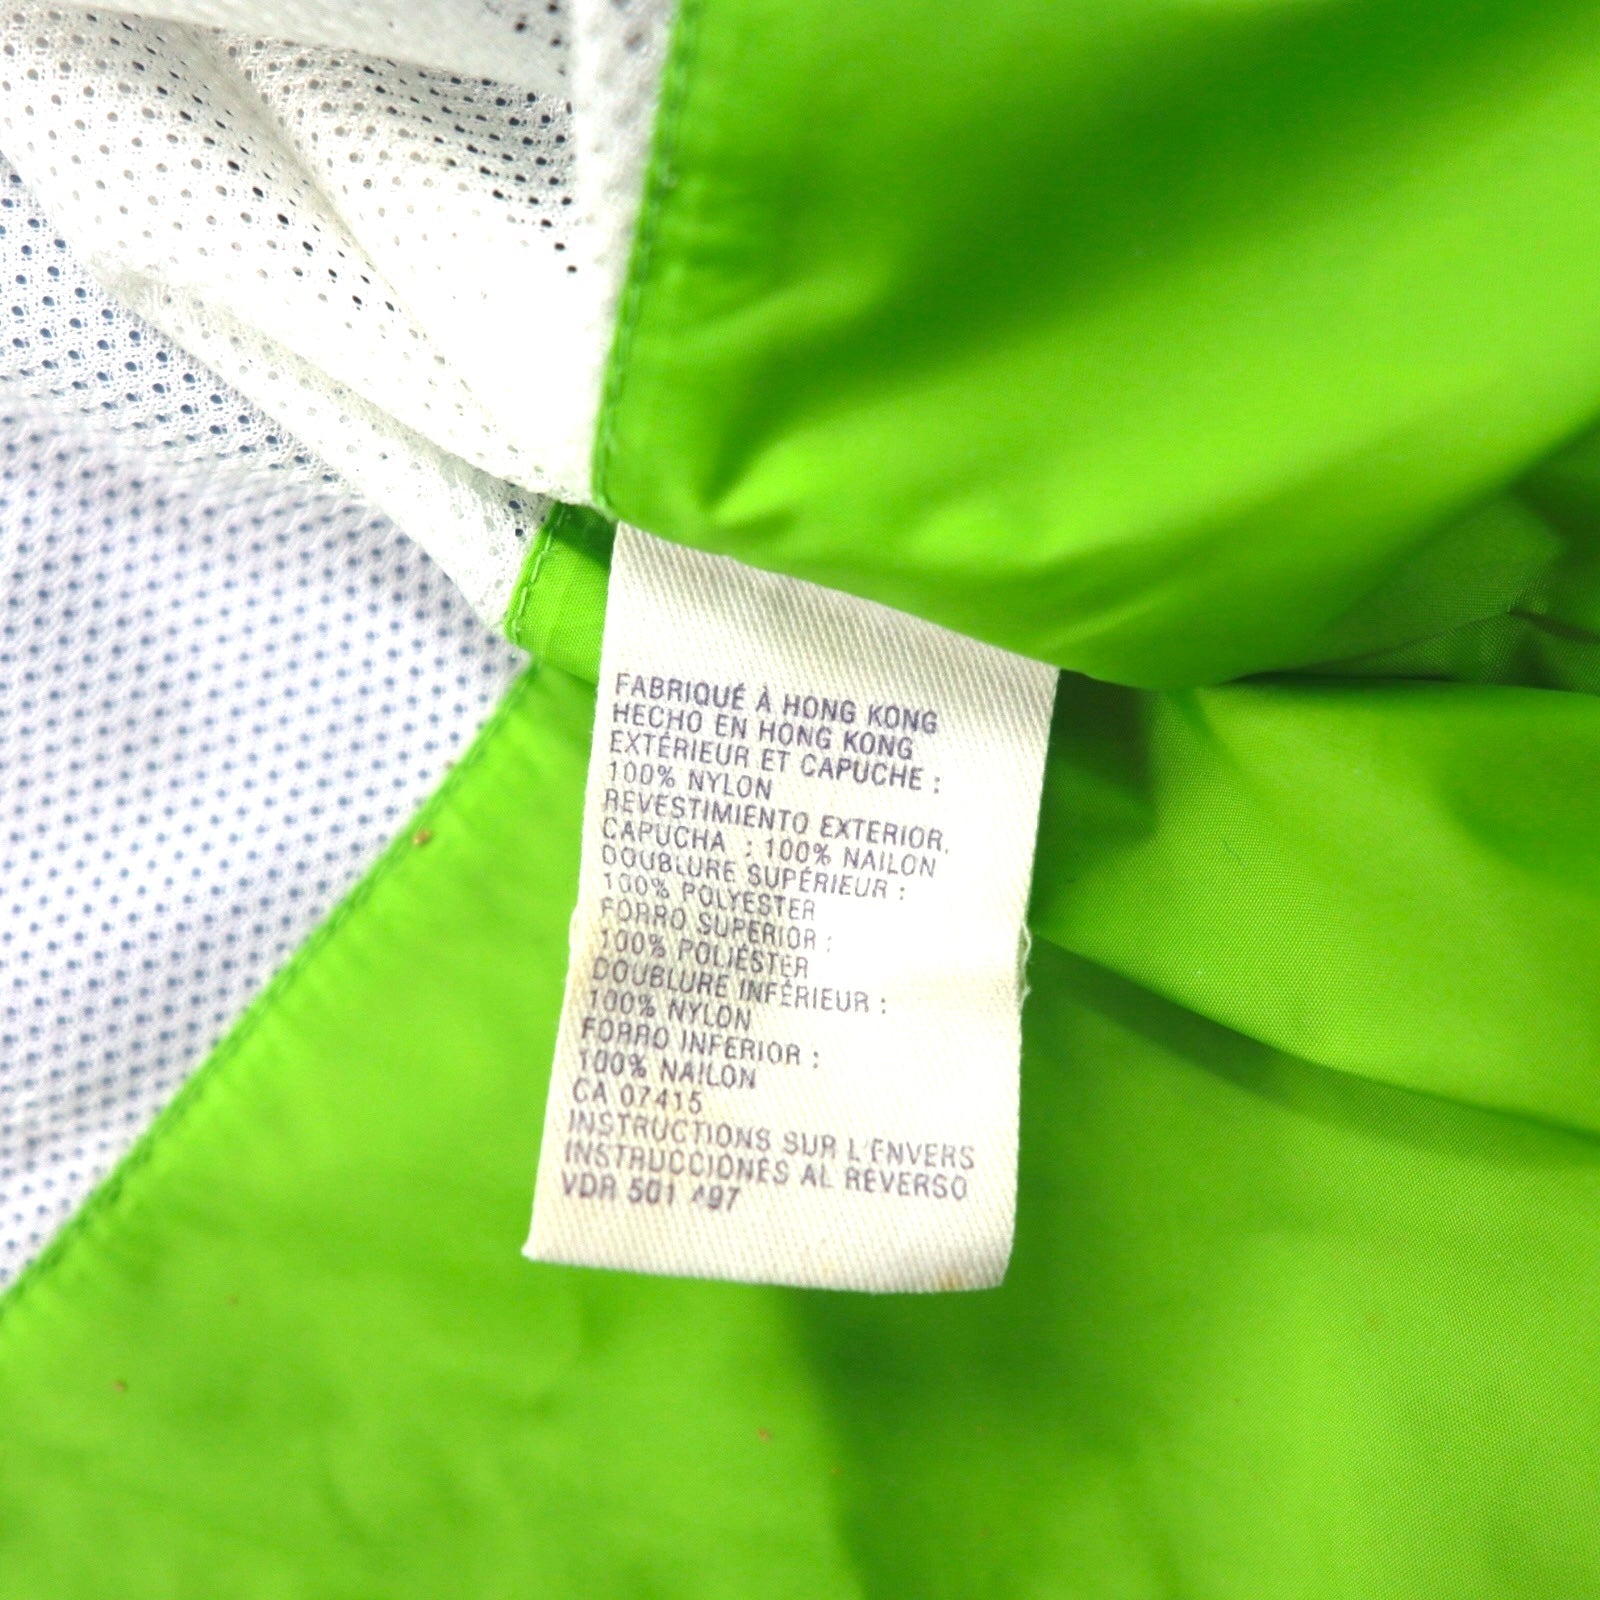 FABRIQUÉ À HONG KONG
HECHO EN HONG KONG
EXTÉRIEUR ET CAPUCHE :
100% NYLON
REVESTIMIENTO EXTERIOR,
CAPUCHA : 100% NAILON
DOUBLURE SUPÉRIEUR :
100% POLYESTER
FORRO SUPERIOR :
100% POLIÉSTER
DOUBLURE INFÉRIEUR :
100% NYLON
FORRO INFERIOR :
100% NAILON
CA 07415
INSTRUCTIONS SUR L'ENVERS
INSTRUCCIONES AL REVERSO
VDR 501 497